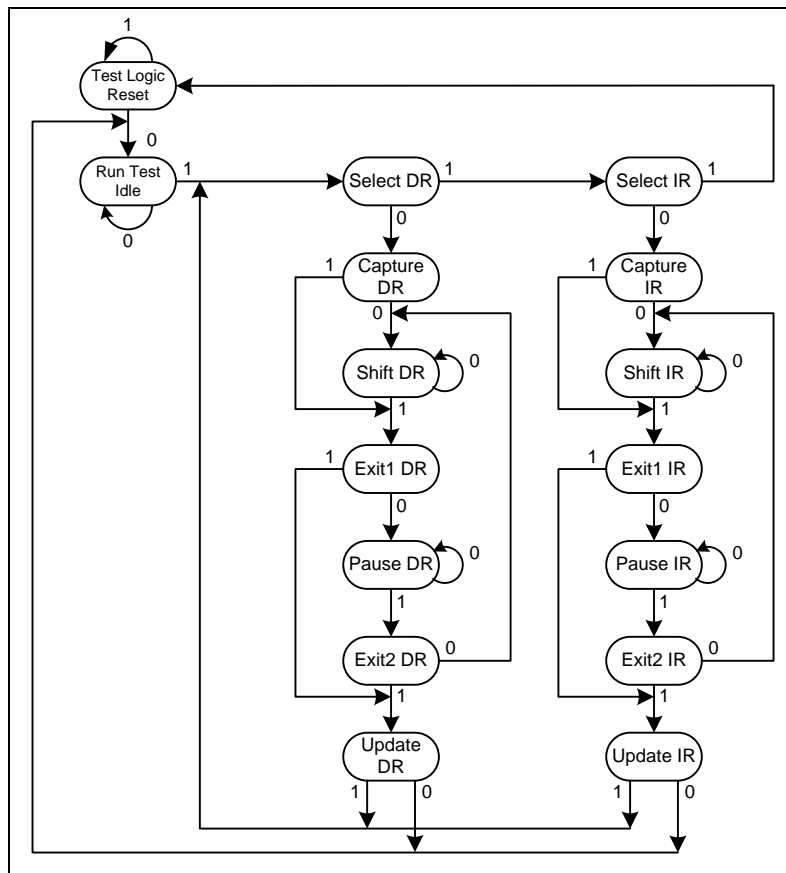 1
Test Logic
Reset
0
Run Test
Idle
1
0
Select DR
1
0
Select IR
1
0
Capture
DR
1
0
Capture
IR
1
0
Shift DR
0
1
Shift IR
0
1
Exit1 DR
1
0
Exit1 IR
1
0
Pause DR
0
1
Pause IR
0
1
Exit2 DR
0
1
Exit2 IR
0
1
Update
DR
1
0
Update IR
1
0